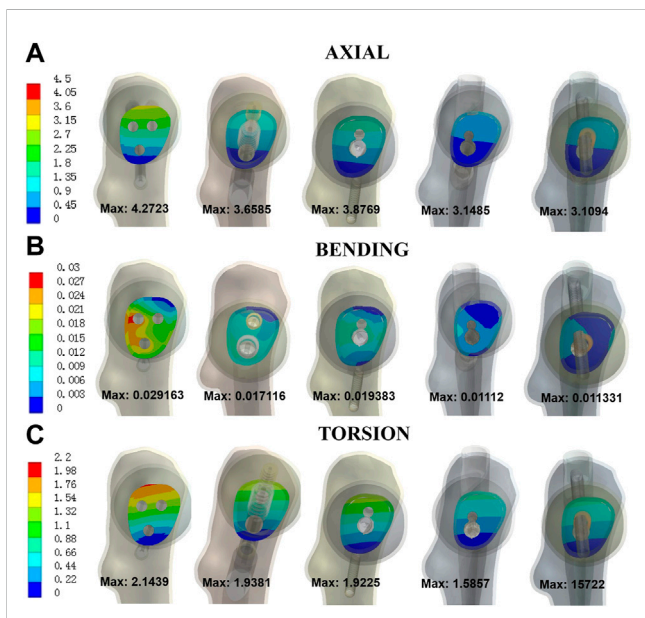 A
AXIAL
4.5
4.05
3.6
3.15
2.7
2.25
1.8
1.35
0.9
0.45
0
Max: 4.2723
Max: 3.6585
Max: 3.8769
Max: 3.1485
Max: 3.1094
B
BENDING
0.03
0.027
0.024
0.021
0.018
0.015
0.012
0.009
0.006
0.003
0
Max: 0.029163
Max: 0.017116
Max: 0.019383
Max: 0.01112
Max: 0.011331
C
TORSION
2.2
1.98
1.76
1.54
1.32
1.1
0.88
0.66
0.44
0.22
0
Max: 2.1439
Max: 1.9381
Max: 1.9225
Max: 1.5857
Max: 15722